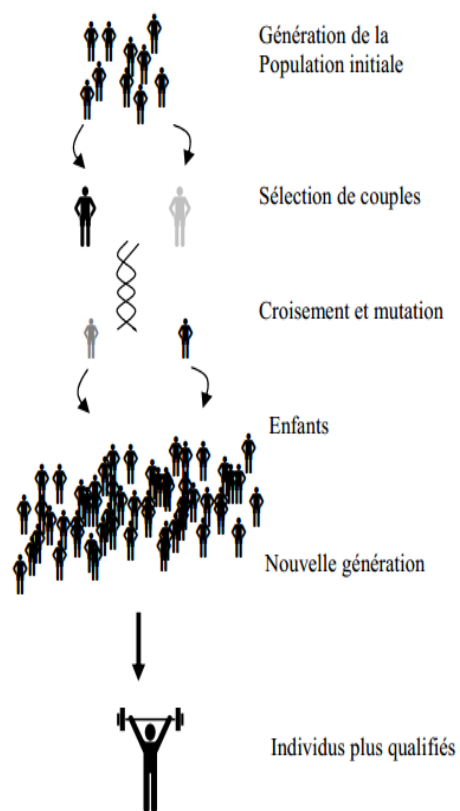 Génération de la
Population initiale
Sélection de couples
Croisement et mutation
Enfants
Nouvelle génération
Individus plus qualifiés